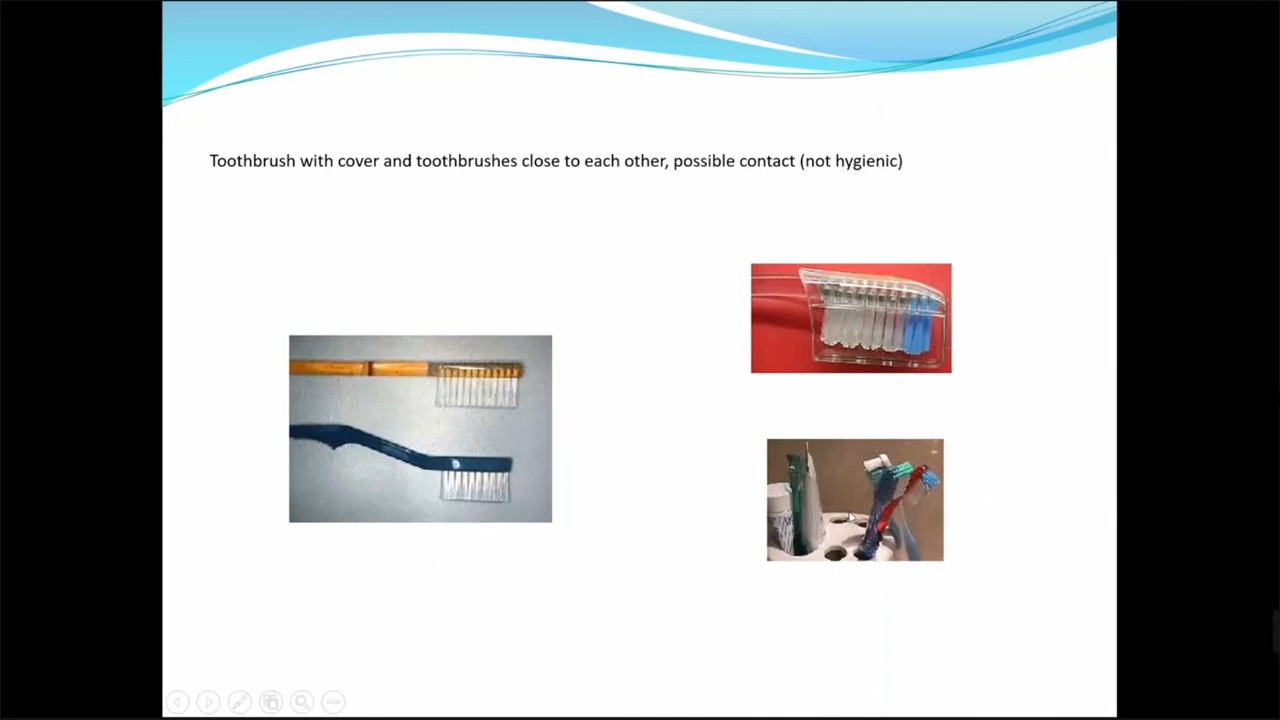 Toothbrush with cover and toothbrushes close to each other, possible contact (not hygienic)